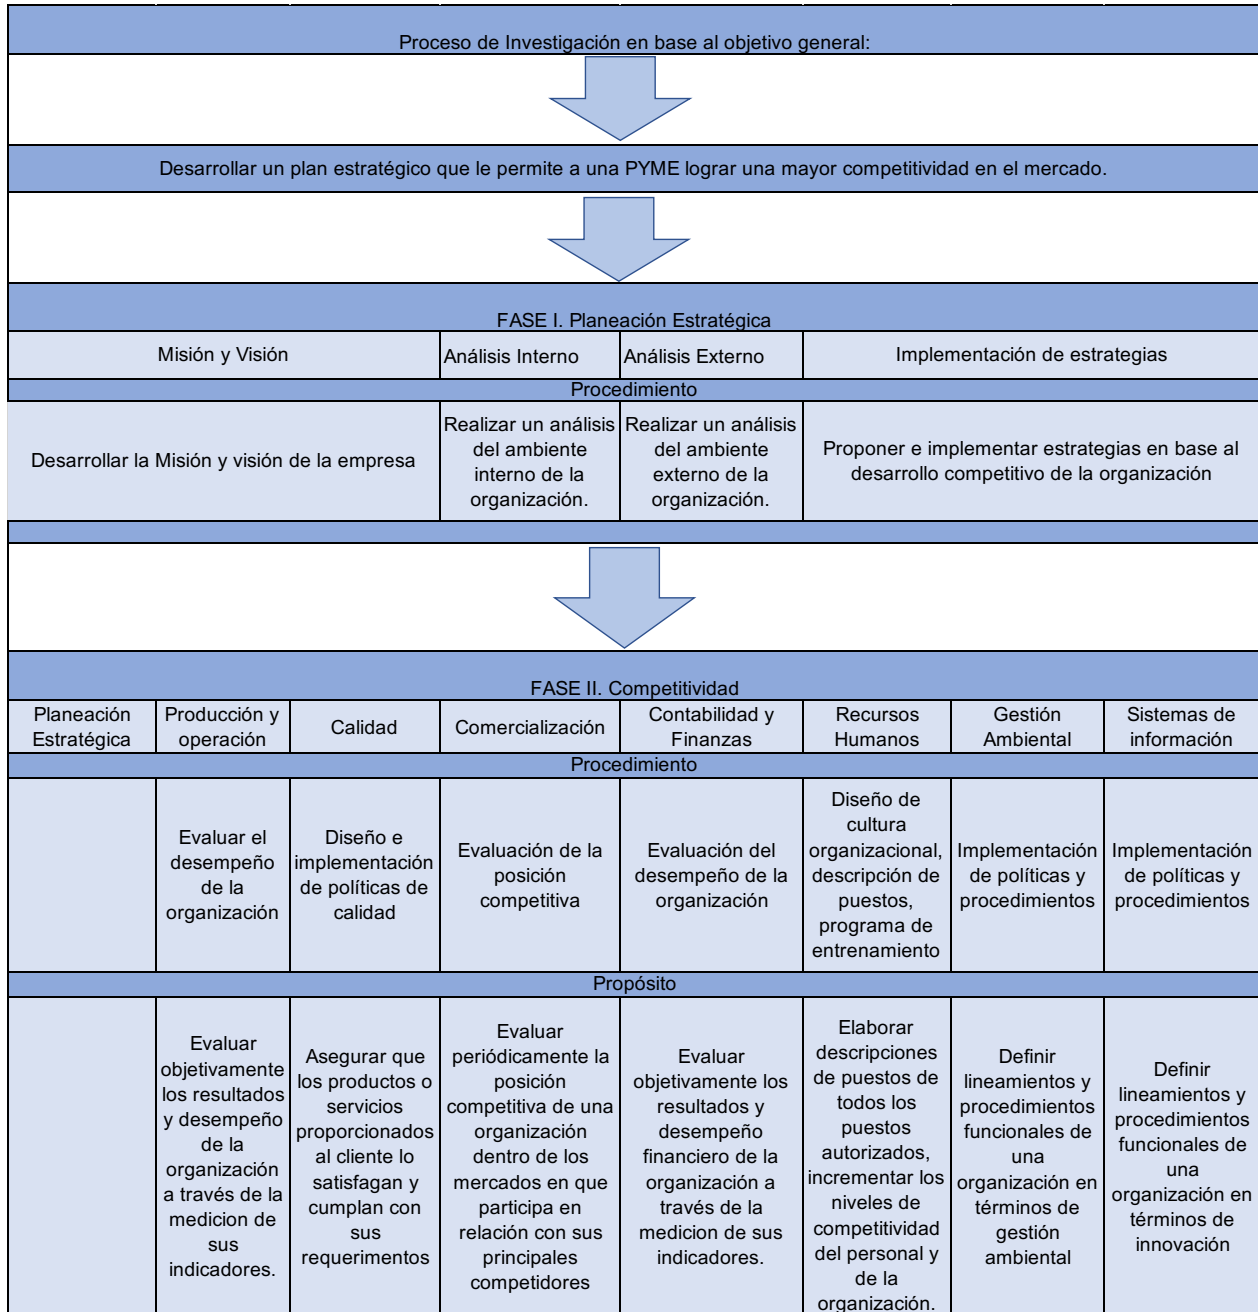 Proceso de Investigación en base al objetivo general:
Desarrollar un plan estratégico que le permite a una PYME lograr una mayor competitividad en el mercado.
FASE I. Planeación Estratégica
Misión y Visión
Análisis Interno
Análisis Externo
Implementación de estrategias
Procedimiento
Desarrollar la Misión y visión de la empresa
Realizar un análisis
del ambiente
interno de la
organización.
Realizar un análisis
del ambiente
externo de la
organización.
Proponer e implementar estrategias en base al
desarrollo competitivo de la organización
FASE II. Competitividad
Planeación
Estratégica
Producción y
operación
Calidad
Comercialización
Contabilidad y
Finanzas
Recursos
Humanos
Gestión
Ambiental
Sistemas de
información
Procedimiento
Evaluar el
desempeño
de la
organización
Diseño e
implementación
de políticas de
calidad
Evaluación de la
posición
competitiva
Evaluación del
desempeño de la
organización
Diseño de
cultura
organizacional,
descripción de
puestos,
programa de
entrenamiento
Implementación
de políticas y
procedimientos
Implementación
de políticas y
procedimientos
Propósito
Evaluar
objetivamente
los resultados
y desempeño
de la
organización
a través de la
medicion de
sus
indicadores.
Asegurar que
los productos o
servicios
proporcionados
al cliente lo
satisfagan y
cumplan con
sus
requerimentos
Evaluar
periódicamente la
posición
competitiva de una
organización
dentro de los
mercados en que
participa en
relación con sus
principales
competidores
Evaluar
objetivamente los
resultados y
desempeño
financiero de la
organización a
través de la
medicion de sus
indicadores.
Elaborar
descripciones
de puestos de
todos los
puestos
autorizados,
incrementar los
niveles de
competitividad
del personal y
de la
organización.
Definir
lineamientos y
procedimientos
funcionales de
una
organización en
términos de
gestión
ambiental
Definir
lineamientos y
procedimientos
funcionales de
una
organización en
términos de
innovación